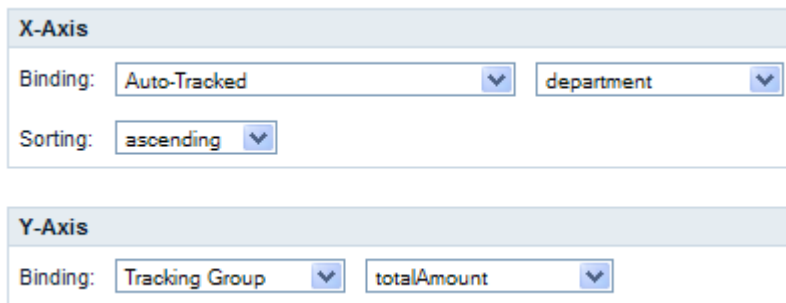 X-Axis
Binding: Auto-Tracked department
Sorting: ascending
Y-Axis
Binding: Tracking Group totalAmount